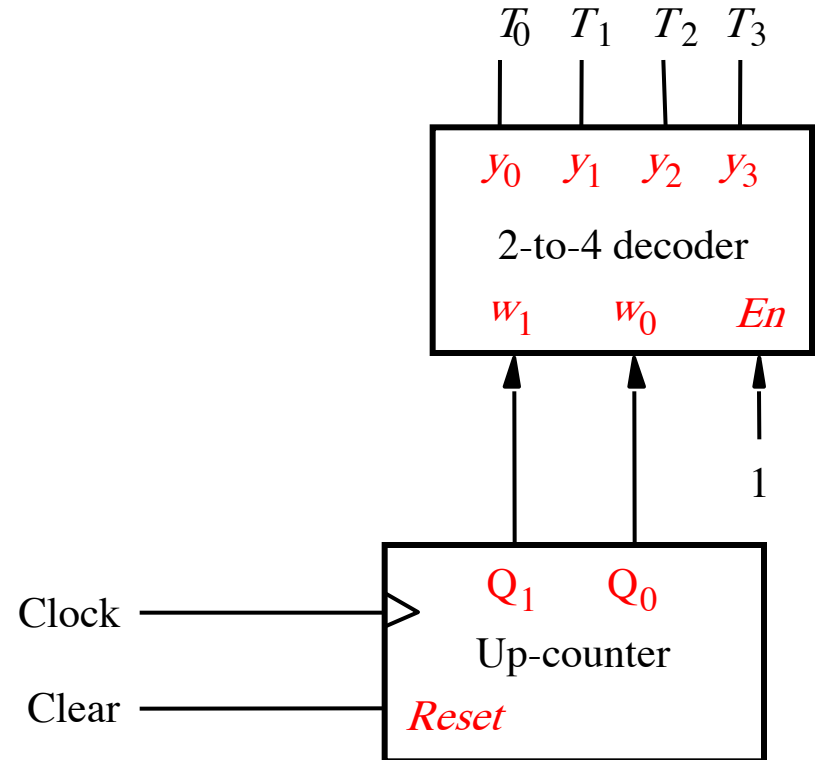 T0 T1 T2 T3
y0 y1 y2 y3
2-to-4 decoder
w1 w0 En
1
Q1 Q0
Clock
Up-counter
Clear
Reset